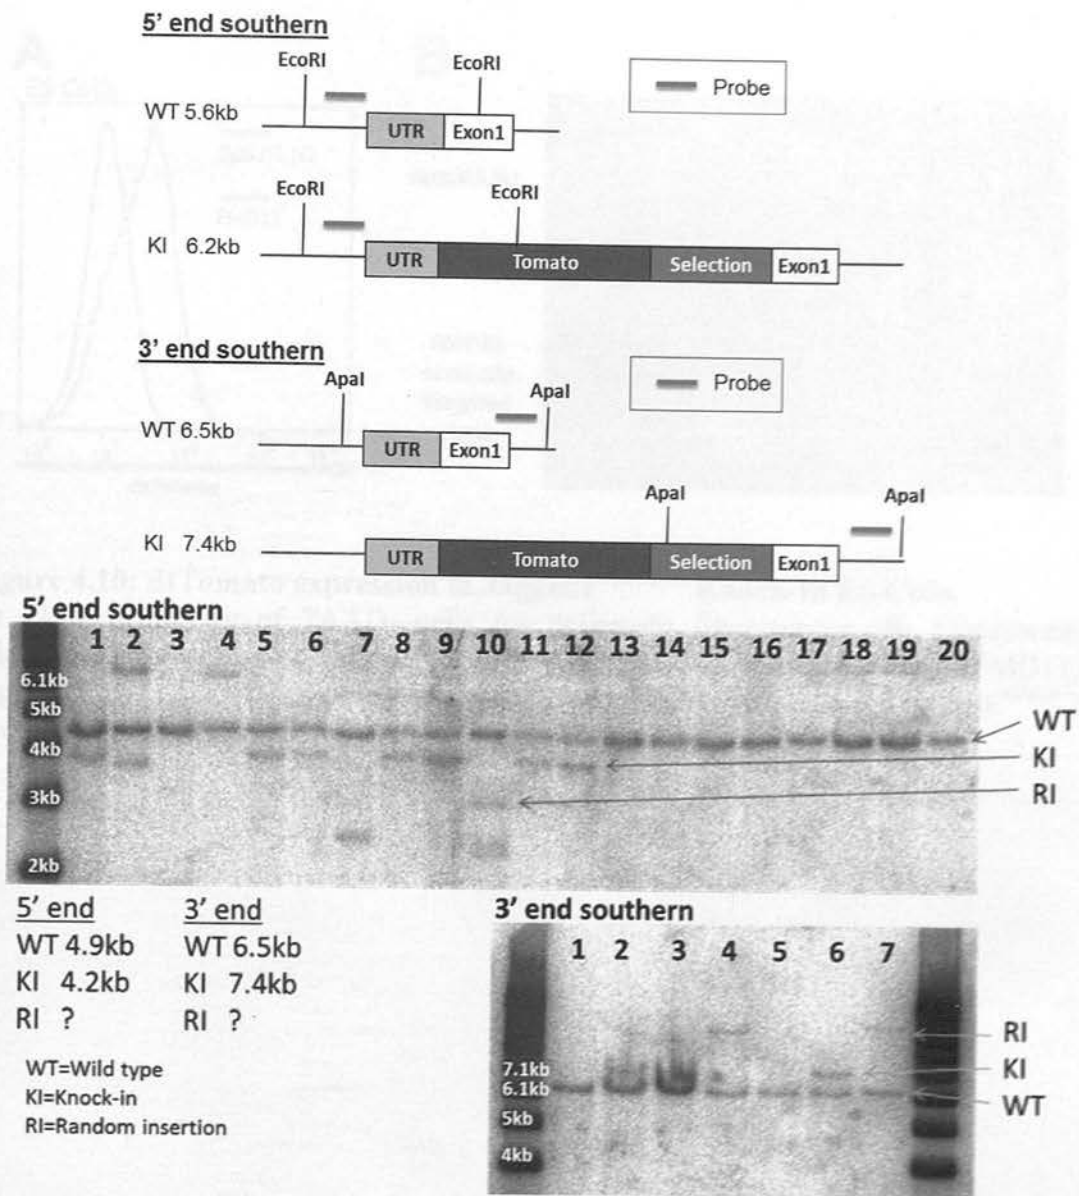 5' end southern
EcoRI
EcoRI
Probe
WT 5.6kb
UTR
Exon1
EcoRI
EcoRI
KI 6.2kb
UTR
Tomato
Selection
Exon1
3' end southern
ApaI
ApaI
Probe
WT 6.5kb
UTR
Exon1
ApaI
ApaI
KI 7.4kb
UTR
Tomato
Selection
Exon1
5' end southern
1 2 3 4 5 6 7 8 9 10 11 12 13 14 15 16 17 18 19 20
6.1kb
5kb
4kb
3kb
2kb
WT
KI
RI
5' end
WT 4.9kb
KI 4.2kb
RI ?
3' end
WT 6.5kb
KI 7.4kb
RI ?
WT=Wild type
KI=Knock-in
RI=Random insertion
3' end southern
1 2 3 4 5 6 7
7.1kb
6.1kb
5kb
4kb
RI
KI
WT